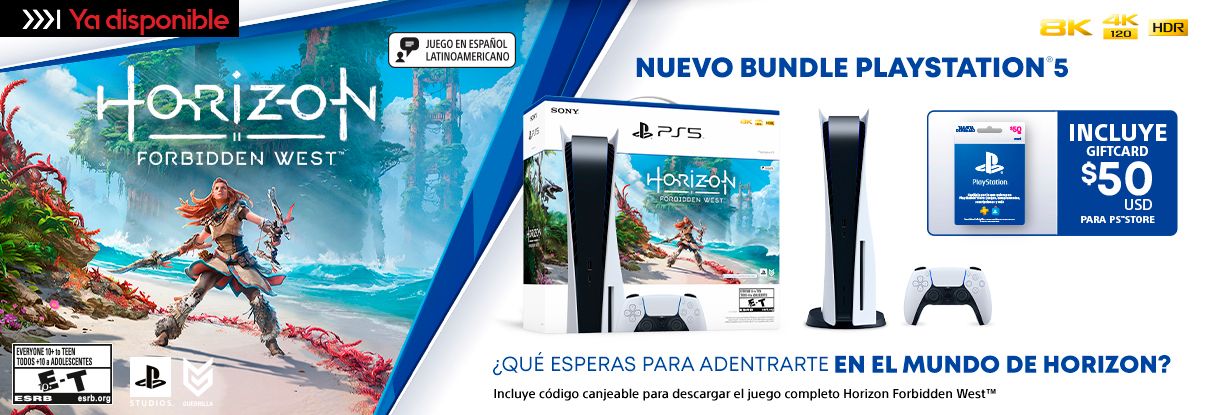 Ya disponible
HORIZON
FORBIDDEN WEST™
JUEGO EN ESPAÑOL
LATINOAMERICANO
EVERYONE 10+ to TEEN
TODOS +10 a ADOLESCENTES
E-T
ESRB esrb.org
STUDIOS
GUERRILLA
8K 4K 120 HDR
NUEVO BUNDLE PLAYSTATION®5
SONY
PS5
8K
HORIZON
FORBIDDEN WEST
E-T
$50
PlayStation
INCLUYE
GIFTCARD
$50
USD
PARA PS™STORE
¿QUÉ ESPERAS PARA ADENTRARTE EN EL MUNDO DE HORIZON?
Incluye código canjeable para descargar el juego completo Horizon Forbidden West™